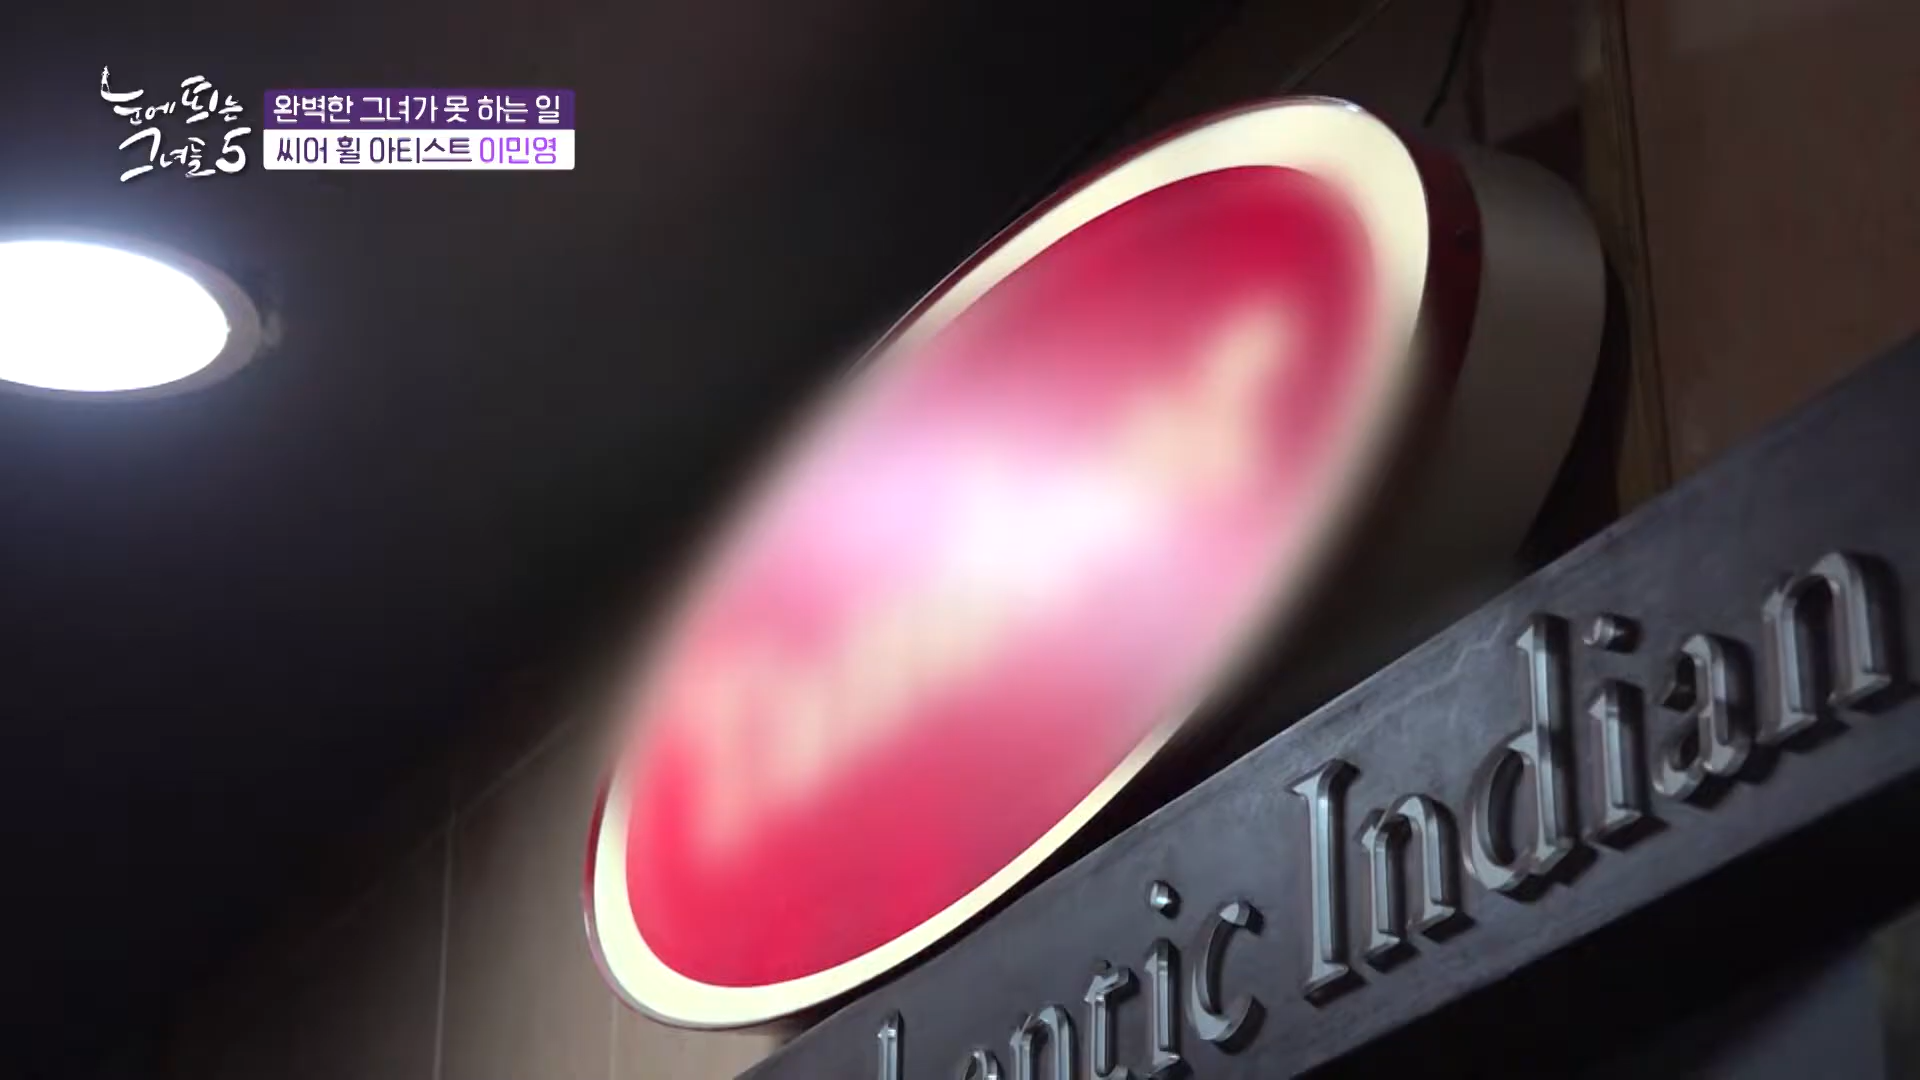 눈에 띄는
그녀들 5
완벽한 그녀가 못 하는 일
씨어 휠 아티스트 이민영
Indian